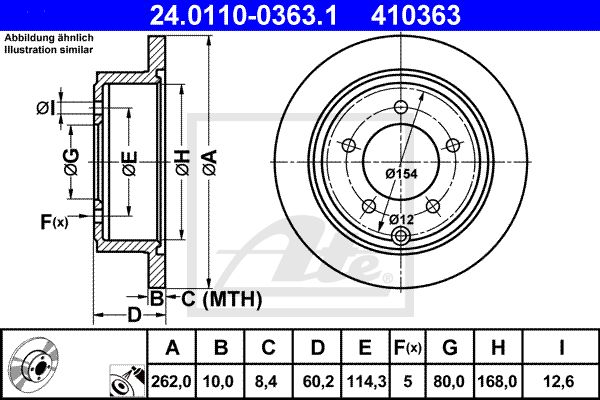 24.0110-0363.1 410363
Abbildung ähnlich
Illustration similar
ØI
ØG
ØE
ØH
ØA
F(x)
B
C (MTH)
D
Ø154
Ø12
Ate
®
A B C D E F(x) G H I
262,0 10,0 8,4 60,2 114,3 5 80,0 168,0 12,6